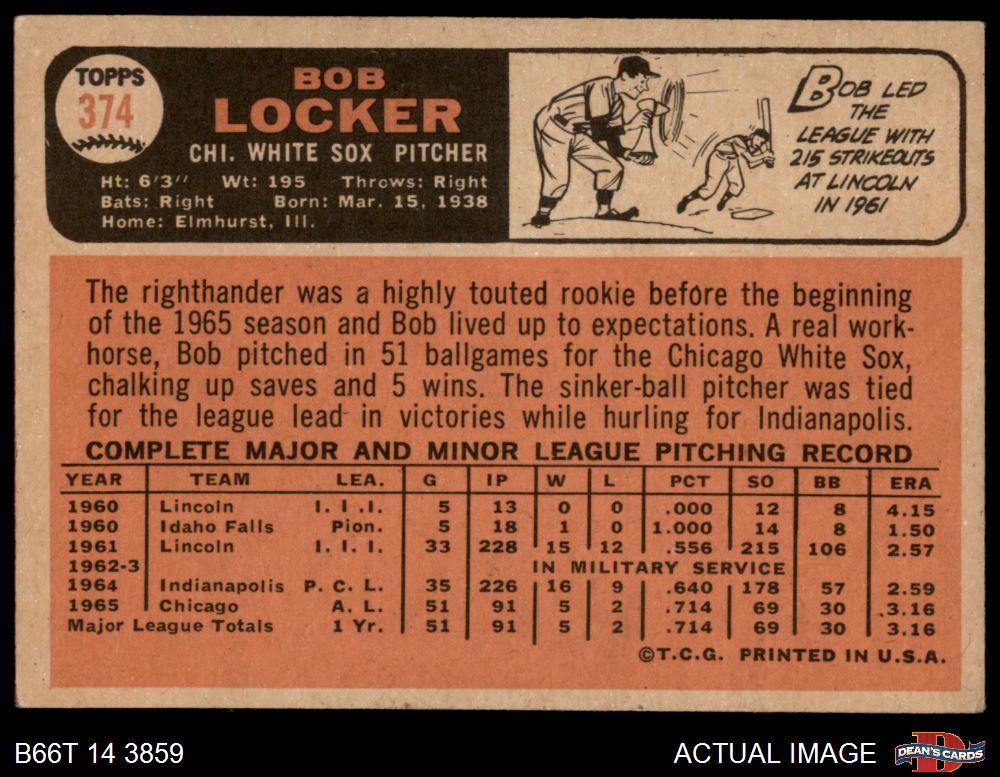 TOPPS
374
BOB
LOCKER
CHI. WHITE SOX PITCHER
Ht: 6'3" Wt: 195 Throws: Right
Bats: Right Born: Mar. 15, 1938
Home: Elmhurst, Ill.
BOB LED
THE
LEAGUE WITH
215 STRIKEOUTS
AT LINCOLN
IN 1961
The righthander was a highly touted rookie before the beginning
of the 1965 season and Bob lived up to expectations. A real work-
horse, Bob pitched in 51 ballgames for the Chicago White Sox,
chalking up saves and 5 wins. The sinker-ball pitcher was tied
for the league lead in victories while hurling for Indianapolis.
COMPLETE MAJOR AND MINOR LEAGUE PITCHING RECORD
YEAR TEAM LEA. G IP W L PCT SO BB ERA
1960 Lincoln I. I .I. 5 13 0 0 .000 12 8 4.15
1960 Idaho Falls Pion. 5 18 1 0 1.000 14 8 1.50
1961 Lincoln I. I. I. 33 228 15 12 .556 215 106 2.57
1962-3 IN MILITARY SERVICE
1964 Indianapolis P. C. L. 35 226 16 9 .640 178 57 2.59
1965 Chicago A. L. 51 91 5 2 .714 69 30 3.16
Major League Totals 1 Yr. 51 91 5 2 .714 69 30 3.16
©T.C.G. PRINTED IN U.S.A.
B66T 14 3859 ACTUAL IMAGE
D
DEAN'S CARDS